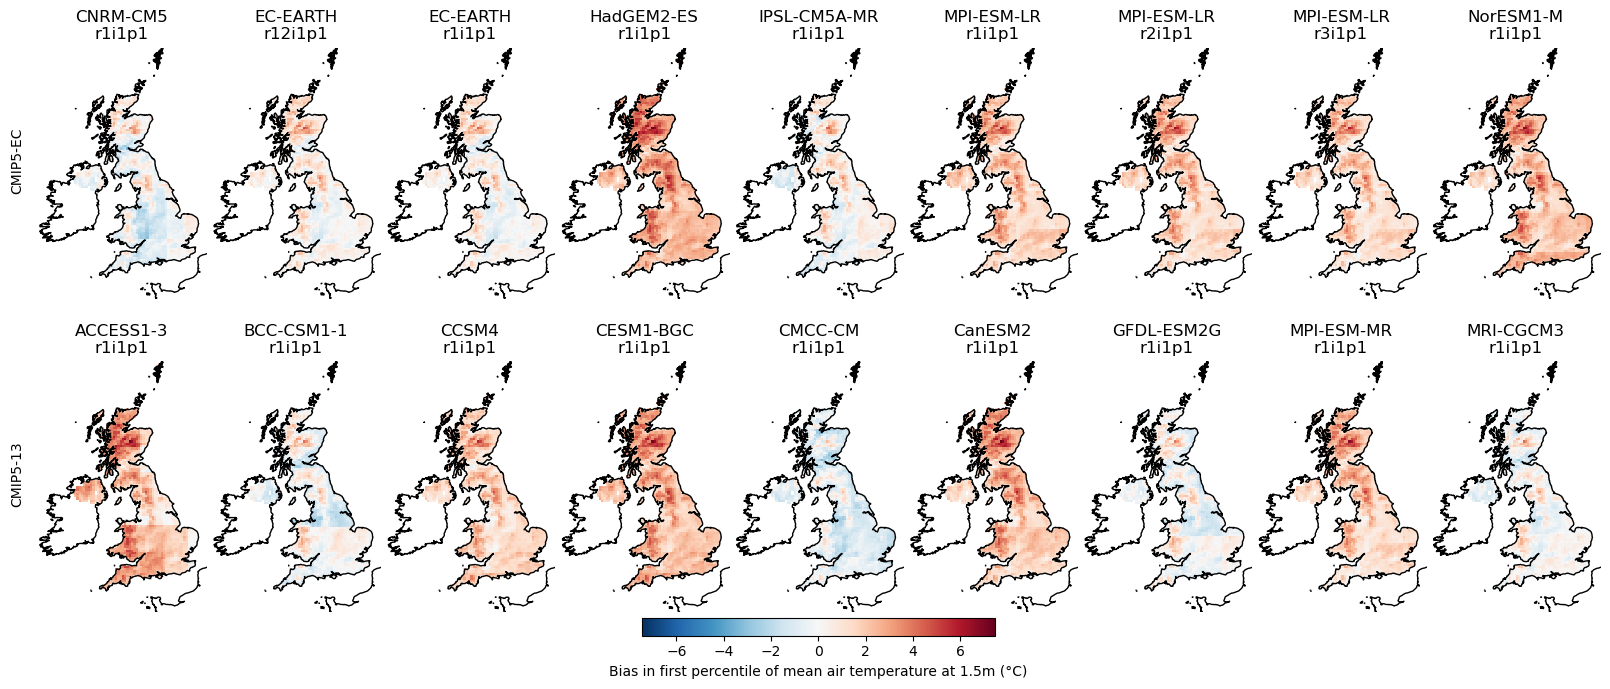 CNRM-CM5
r1i1p1
EC-EARTH
r12i1p1
EC-EARTH
r1i1p1
HadGEM2-ES
r1i1p1
IPSL-CM5A-MR
r1i1p1
MPI-ESM-LR
r1i1p1
MPI-ESM-LR
r2i1p1
MPI-ESM-LR
r3i1p1
NorESM1-M
r1i1p1
CMIP5-EC
ACCESS1-3
r1i1p1
BCC-CSM1-1
r1i1p1
CCSM4
r1i1p1
CESM1-BGC
r1i1p1
CMCC-CM
r1i1p1
CanESM2
r1i1p1
GFDL-ESM2G
r1i1p1
MPI-ESM-MR
r1i1p1
MRI-CGCM3
r1i1p1
CMIP5-13
−6 −4 −2 0 2 4 6
Bias in first percentile of mean air temperature at 1.5m (°C)